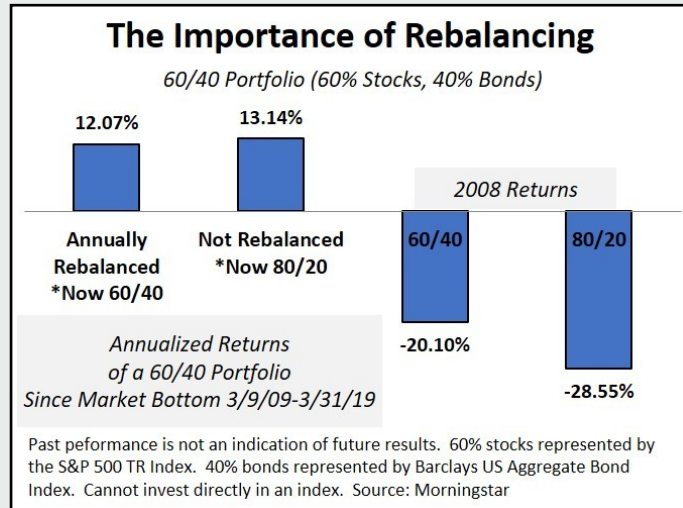 The Importance of Rebalancing
60/40 Portfolio (60% Stocks, 40% Bonds)
12.07%
13.14%
2008 Returns
Annually
Rebalanced
*Now 60/40
Not Rebalanced
*Now 80/20
60/40
80/20
-20.10%
-28.55%
Annualized Returns
of a 60/40 Portfolio
Since Market Bottom 3/9/09-3/31/19
Past peformance is not an indication of future results.  60% stocks represented by
the S&P 500 TR Index.  40% bonds represented by Barclays US Aggregate Bond
Index.  Cannot invest directly in an index.  Source: Morningstar